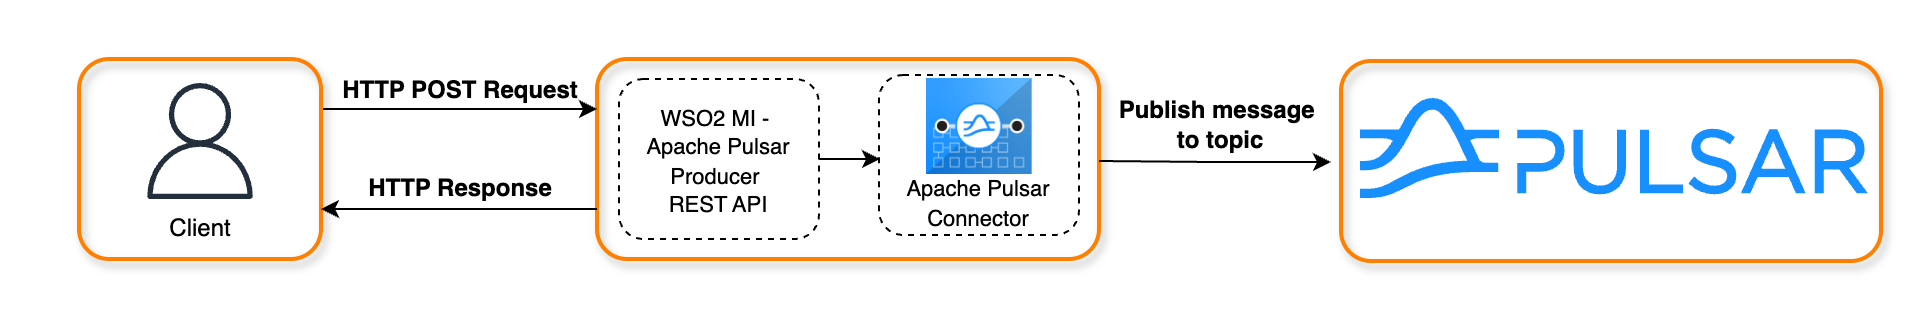 HTTP POST Request
HTTP Response
Client
WSO2 MI -
Apache Pulsar
Producer
REST API
Apache Pulsar
Connector
Publish message
to topic
PULSAR